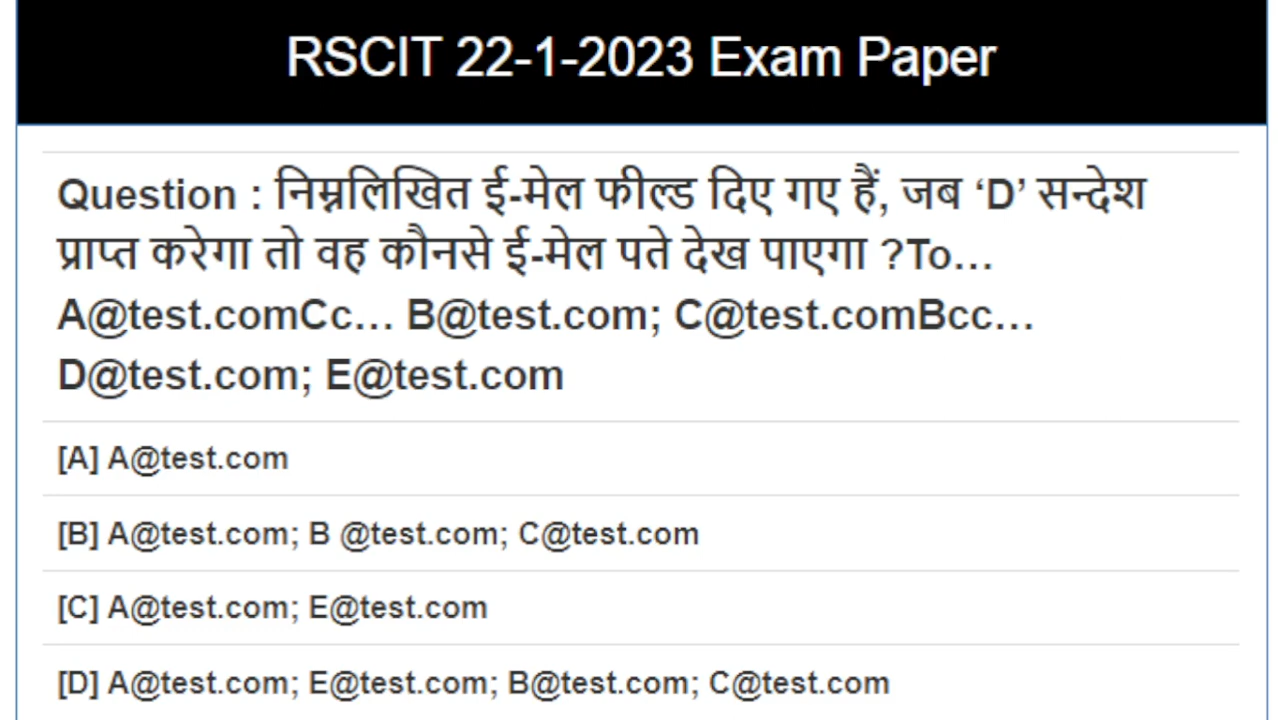 RSCIT 22-1-2023 Exam Paper
Question : निम्नलिखित ई-मेल फील्ड दिए गए हैं, जब ‘D’ सन्देश
प्राप्त करेगा तो वह कौनसे ई-मेल पते देख पाएगा ?To...
A@test.comCc... B@test.com; C@test.comBcc...
D@test.com; E@test.com
[A] A@test.com
[B] A@test.com; B @test.com; C@test.com
[C] A@test.com; E@test.com
[D] A@test.com; E@test.com; B@test.com; C@test.com